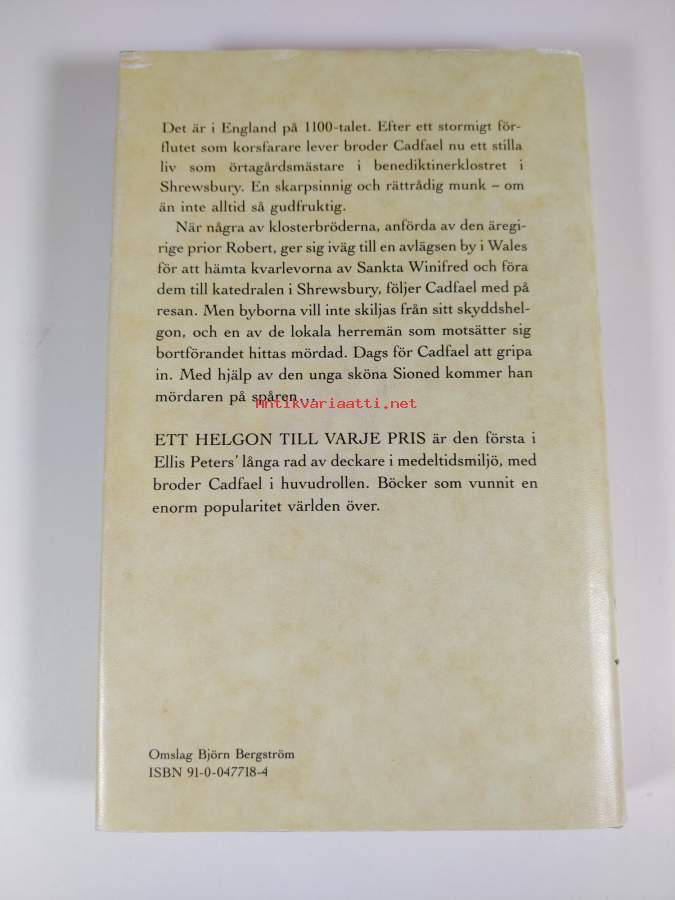 Det är i England på 1100-talet. Efter ett stormigt för-
flutet som korsfarare lever broder Cadfael nu ett stilla
liv som örtagårdsmästare i benediktinerklostret i
Shrewsbury. En skarpsinnig och rättrådig munk – om
än inte alltid så gudfruktig.
När några av klosterbröderna, anförda av den äregi-
rige prior Robert, ger sig iväg till en avlägsen by i Wales
för att hämta kvarlevorna av Sankta Winifred och föra
dem till katedralen i Shrewsbury, följer Cadfael med på
resan. Men byborna vill inte skiljas från sitt skyddshel-
gon, och en av de lokala herremän som motsätter sig
bortförandet hittas mördad. Dags för Cadfael att gripa
in. Med hjälp av den unga sköna Sioned kommer han
mördaren på spåren...
Antikvariaatti.net
ETT HELGON TILL VARJE PRIS är den första i
Ellis Peters' långa rad av deckare i medeltidsmiljö, med
broder Cadfael i huvudrollen. Böcker som vunnit en
enorm popularitet världen över.
Omslag Björn Bergström
ISBN 91-0-047718-4